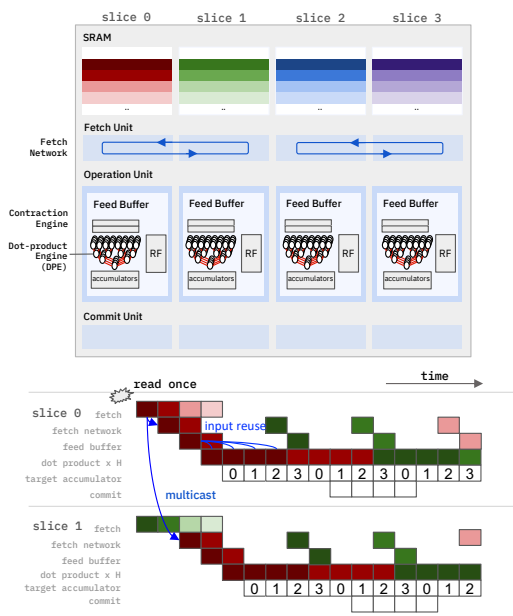 slice 0 slice 1 slice 2 slice 3
SRAM
.. .. .. ..
Fetch Unit
Fetch
Network
Operation Unit
Feed Buffer Feed Buffer Feed Buffer Feed Buffer
Contraction
Engine
Dot-product
Engine
(DPE)
RF RF RF RF
accumulators accumulators accumulators accumulators
Commit Unit
time
read once
slice 0 fetch
fetch network input reuse
feed buffer
dot product x H
target accumulator 0 1 2 3 0 1 2 3 0 1 2 3
commit
multicast
slice 1 fetch
fetch network
feed buffer
dot product x H
target accumulator 0 1 2 3 0 1 2 3 0 1 2
commit